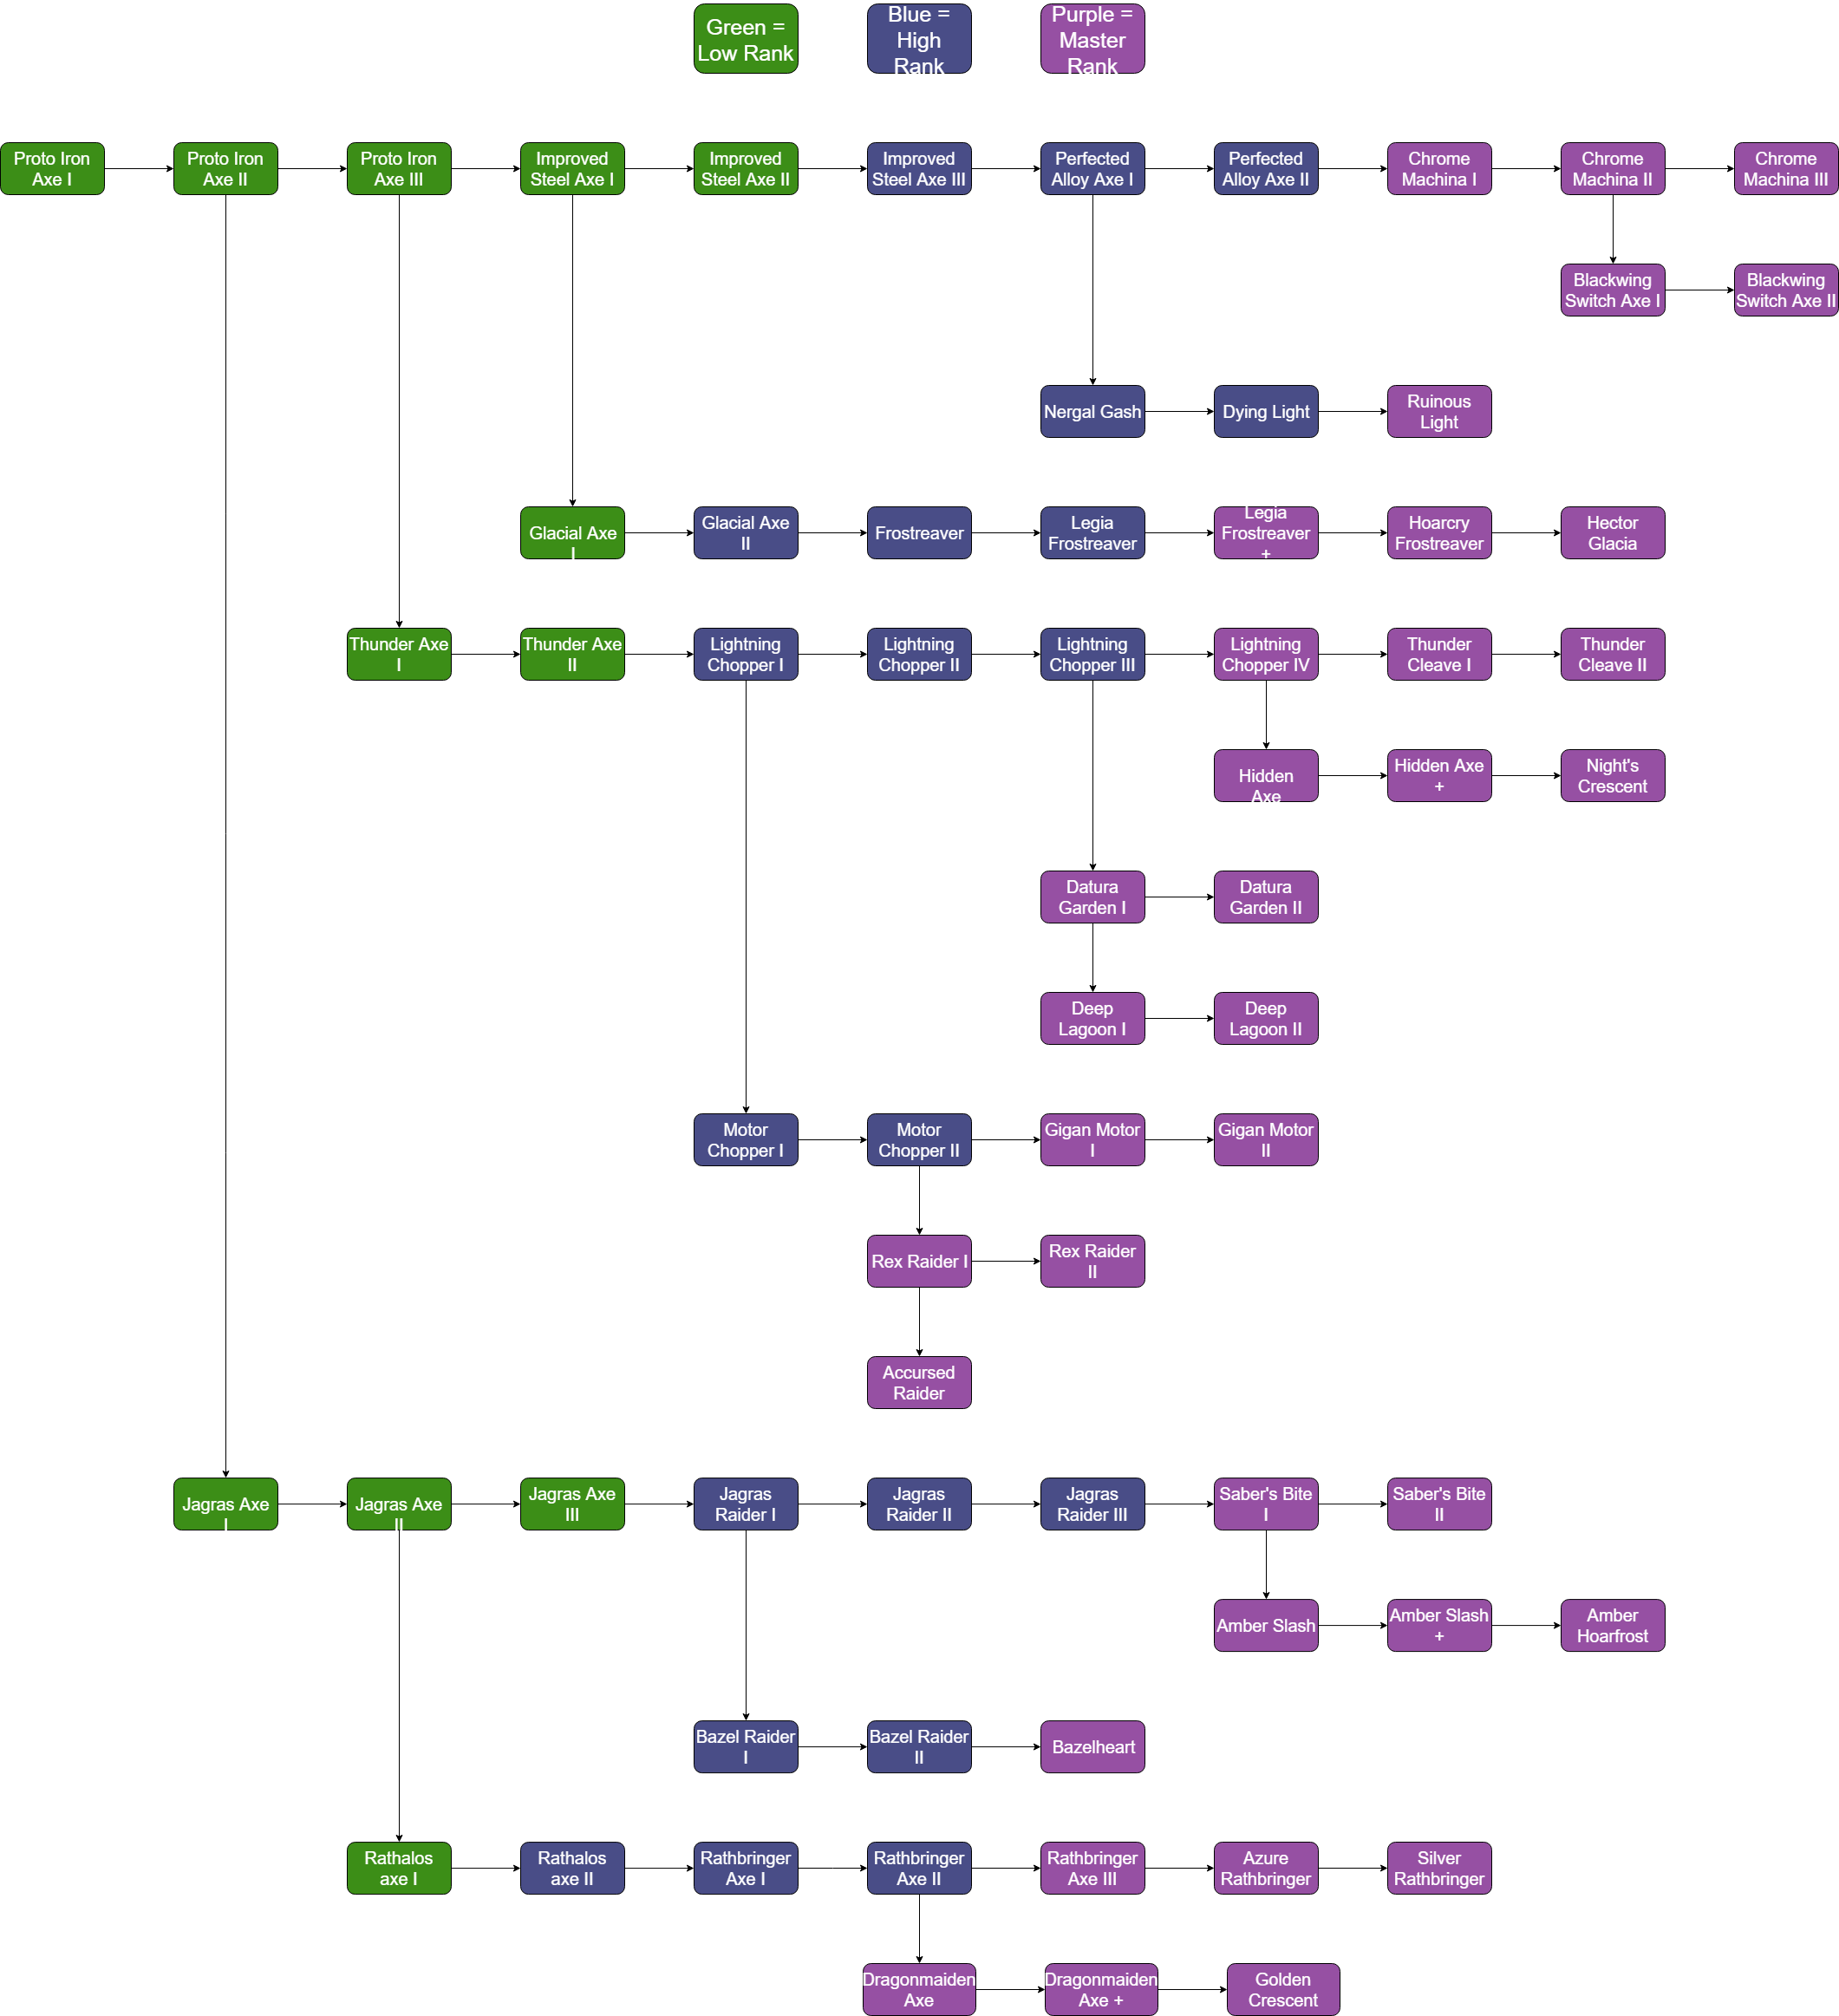 Green =
Low Rank
Blue =
High
Rank
Purple =
Master
Rank
Proto Iron
Axe I
Proto Iron
Axe II
Proto Iron
Axe III
Improved
Steel Axe I
Improved
Steel Axe II
Improved
Steel Axe III
Perfected
Alloy Axe I
Perfected
Alloy Axe II
Chrome
Machina I
Chrome
Machina II
Chrome
Machina III
Blackwing
Switch Axe I
Blackwing
Switch Axe II
Nergal Gash
Dying Light
Ruinous
Light
Glacial Axe
I
Glacial Axe
II
Frostreaver
Legia
Frostreaver
Legia
Frostreaver
+
Hoarcry
Frostreaver
Hector
Glacia
Thunder Axe
I
Thunder Axe
II
Lightning
Chopper I
Lightning
Chopper II
Lightning
Chopper III
Lightning
Chopper IV
Thunder
Cleave I
Thunder
Cleave II
Hidden
Axe
Hidden Axe
+
Night's
Crescent
Datura
Garden I
Datura
Garden II
Deep
Lagoon I
Deep
Lagoon II
Motor
Chopper I
Motor
Chopper II
Gigan Motor
I
Gigan Motor
II
Rex Raider I
Rex Raider
II
Accursed
Raider
Jagras Axe
I
Jagras Axe
II
Jagras Axe
III
Jagras
Raider I
Jagras
Raider II
Jagras
Raider III
Saber's Bite
I
Saber's Bite
II
Amber Slash
Amber Slash
+
Amber
Hoarfrost
Bazel Raider
I
Bazel Raider
II
Bazelheart
Rathalos
axe I
Rathalos
axe II
Rathbringer
Axe I
Rathbringer
Axe II
Rathbringer
Axe III
Azure
Rathbringer
Silver
Rathbringer
Dragonmaiden
Axe
Dragonmaiden
Axe +
Golden
Crescent